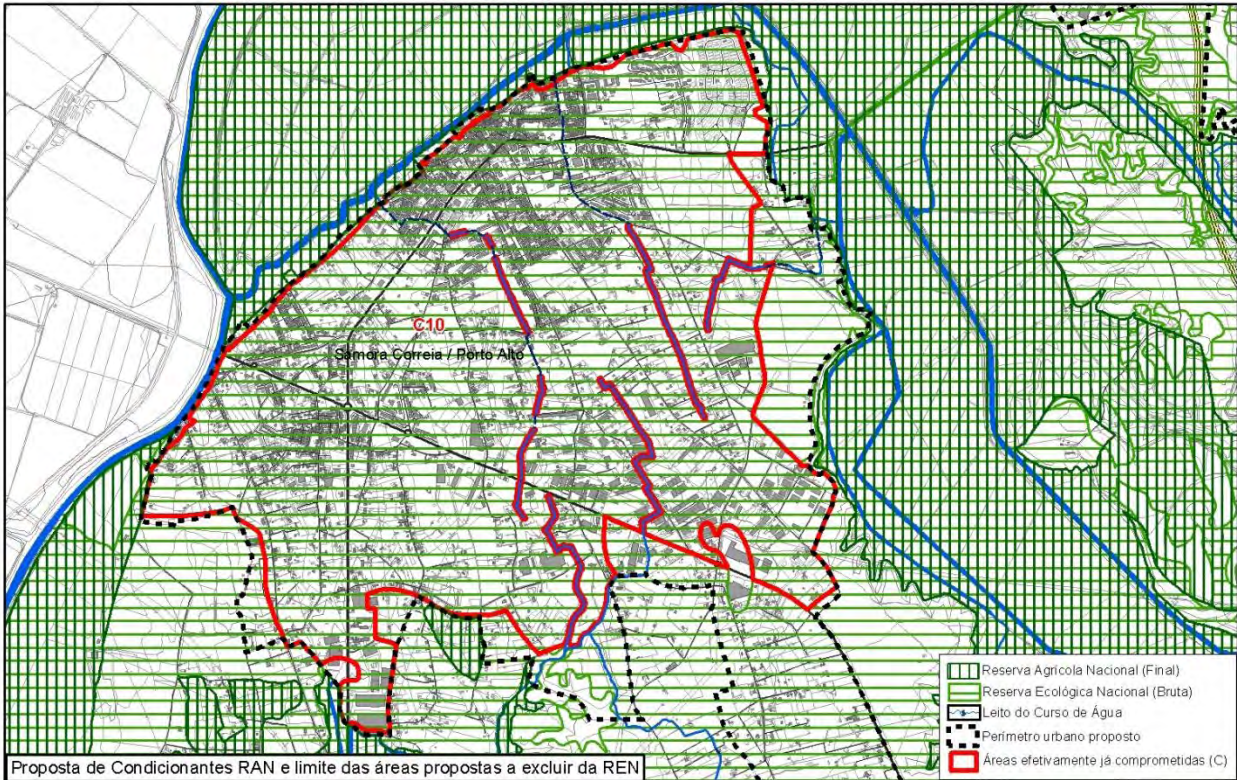 C10
Samora Correia / Porto Alto
Reserva Agrícola Nacional (Final)
Reserva Ecológica Nacional (Bruta)
Leito do Curso de Água
Perímetro urbano proposto
Áreas efetivamente já comprometidas (C)
Proposta de Condicionantes RAN e limite das áreas propostas a excluir da REN